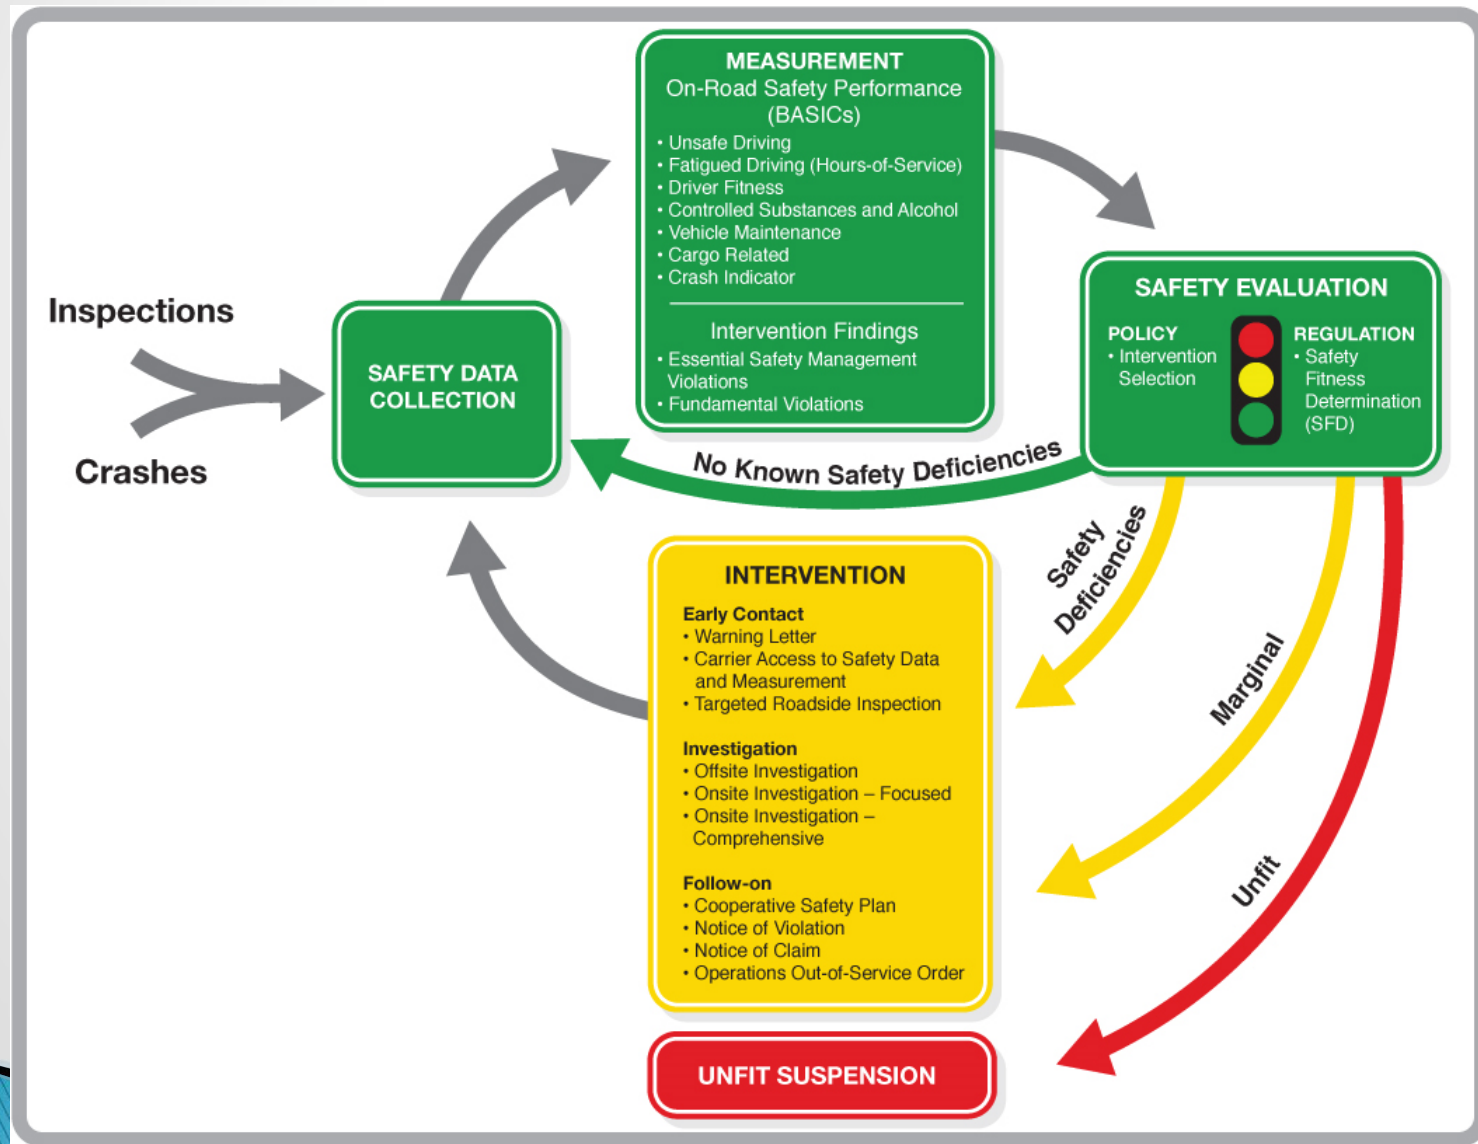 MEASUREMENT
On-Road Safety Performance
(BASICs)
• Unsafe Driving
• Fatigued Driving (Hours-of-Service)
• Driver Fitness
• Controlled Substances and Alcohol
• Vehicle Maintenance
• Cargo Related
• Crash Indicator
Intervention Findings
• Essential Safety Management
Violations
• Fundamental Violations
Inspections
Crashes
SAFETY DATA
COLLECTION
SAFETY EVALUATION
POLICY
• Intervention
Selection
REGULATION
• Safety
Fitness
Determination
(SFD)
No Known Safety Deficiencies
Safety
Deficiencies
Marginal
Unfit
INTERVENTION
Early Contact
• Warning Letter
• Carrier Access to Safety Data
and Measurement
• Targeted Roadside Inspection
Investigation
• Offsite Investigation
• Onsite Investigation – Focused
• Onsite Investigation –
Comprehensive
Follow-on
• Cooperative Safety Plan
• Notice of Violation
• Notice of Claim
• Operations Out-of-Service Order
UNFIT SUSPENSION